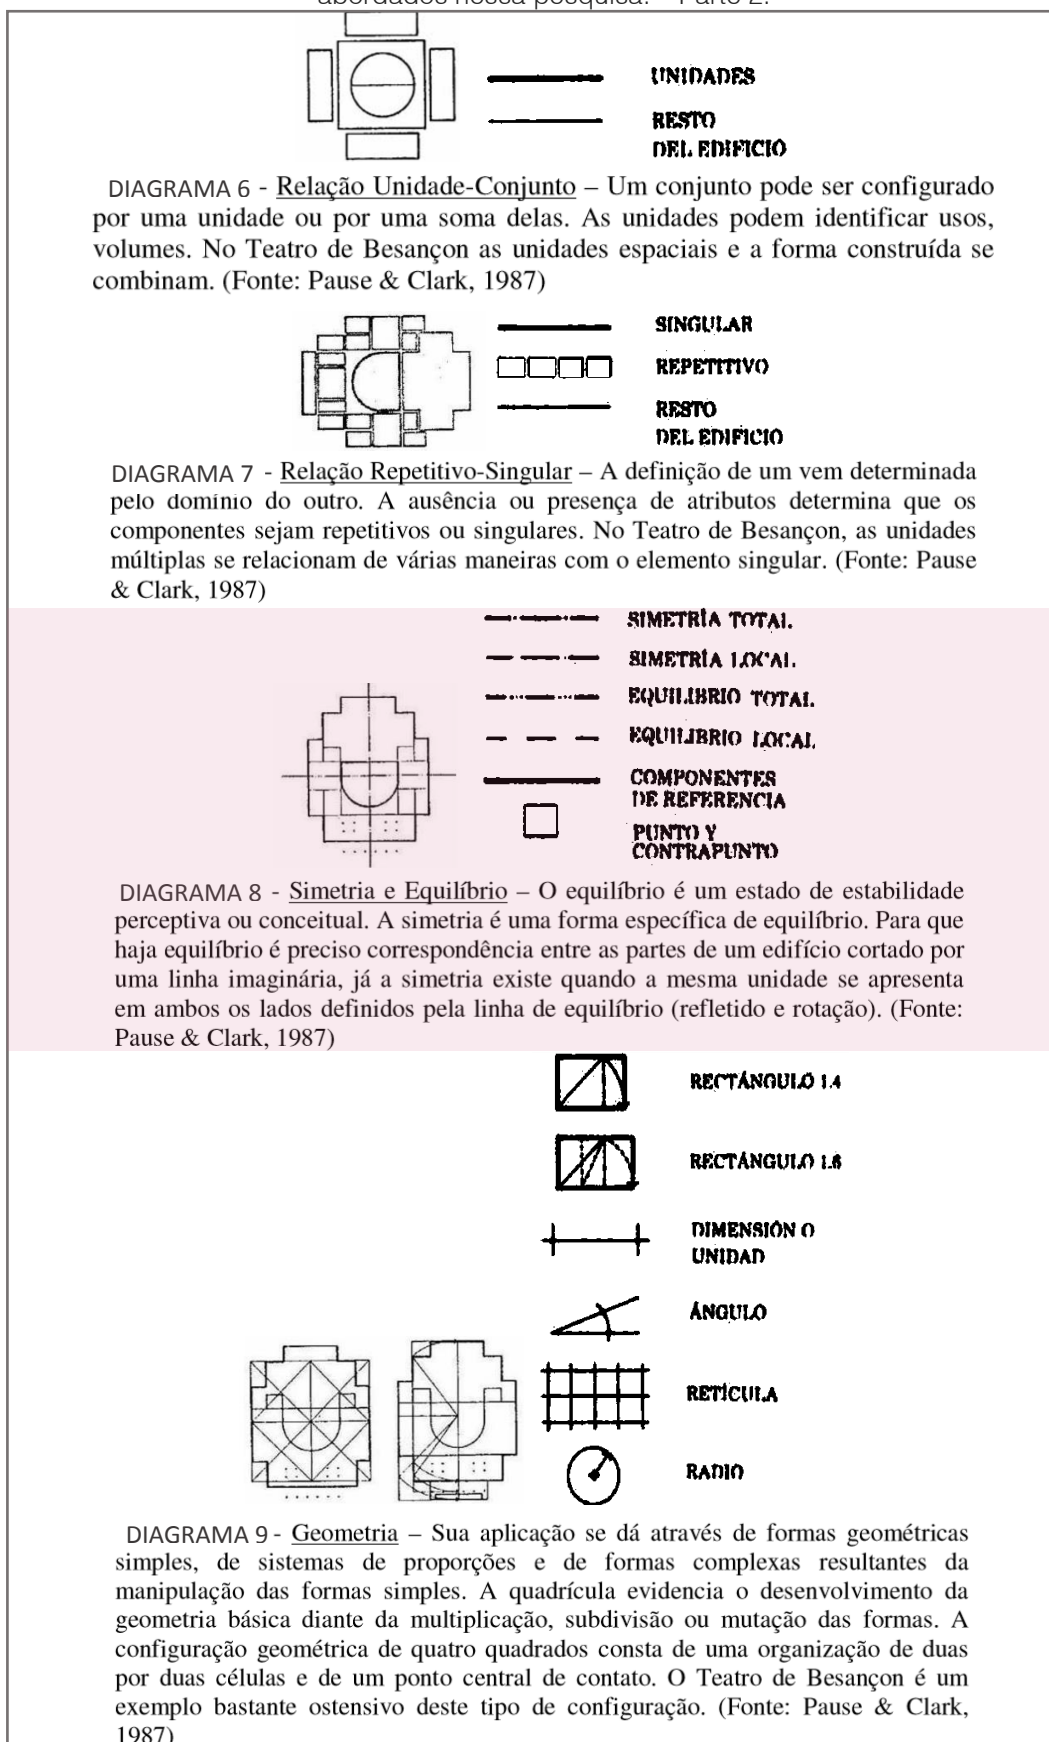 abordados nessa pesquisa. - Parte 2.
UNIDADES
RESTO
DEL EDIFICIO
DIAGRAMA 6 - Relação Unidade-Conjunto – Um conjunto pode ser configurado
por uma unidade ou por uma soma delas. As unidades podem identificar usos,
volumes. No Teatro de Besançon as unidades espaciais e a forma construída se
combinam. (Fonte: Pause & Clark, 1987)
SINGULAR
REPETITIVO
RESTO
DEL EDIFICIO
DIAGRAMA 7 - Relação Repetitivo-Singular – A definição de um vem determinada
pelo domínio do outro. A ausência ou presença de atributos determina que os
componentes sejam repetitivos ou singulares. No Teatro de Besançon, as unidades
múltiplas se relacionam de várias maneiras com o elemento singular. (Fonte: Pause
& Clark, 1987)
SIMETRÍA TOTAL
SIMETRÍA LOCAL
EQUILIBRIO TOTAL
EQUILIBRIO LOCAL
COMPONENTES
DE REFERENCIA
PUNTO Y
CONTRAPUNTO
DIAGRAMA 8 - Simetria e Equilíbrio – O equilíbrio é um estado de estabilidade
perceptiva ou conceitual. A simetria é uma forma específica de equilíbrio. Para que
haja equilíbrio é preciso correspondência entre as partes de um edifício cortado por
uma linha imaginária, já a simetria existe quando a mesma unidade se apresenta
em ambos os lados definidos pela linha de equilíbrio (refletido e rotação). (Fonte:
Pause & Clark, 1987)
RECTÁNGULO 1.4
RECTÁNGULO 1.6
DIMENSIÓN O
UNIDAD
ÁNGULO
RETÍCULA
RADIO
DIAGRAMA 9 - Geometria – Sua aplicação se dá através de formas geométricas
simples, de sistemas de proporções e de formas complexas resultantes da
manipulação das formas simples. A quadrícula evidencia o desenvolvimento da
geometria básica diante da multiplicação, subdivisão ou mutação das formas. A
configuração geométrica de quatro quadrados consta de uma organização de duas
por duas células e de um ponto central de contato. O Teatro de Besançon é um
exemplo bastante ostensivo deste tipo de configuração. (Fonte: Pause & Clark,
1987)